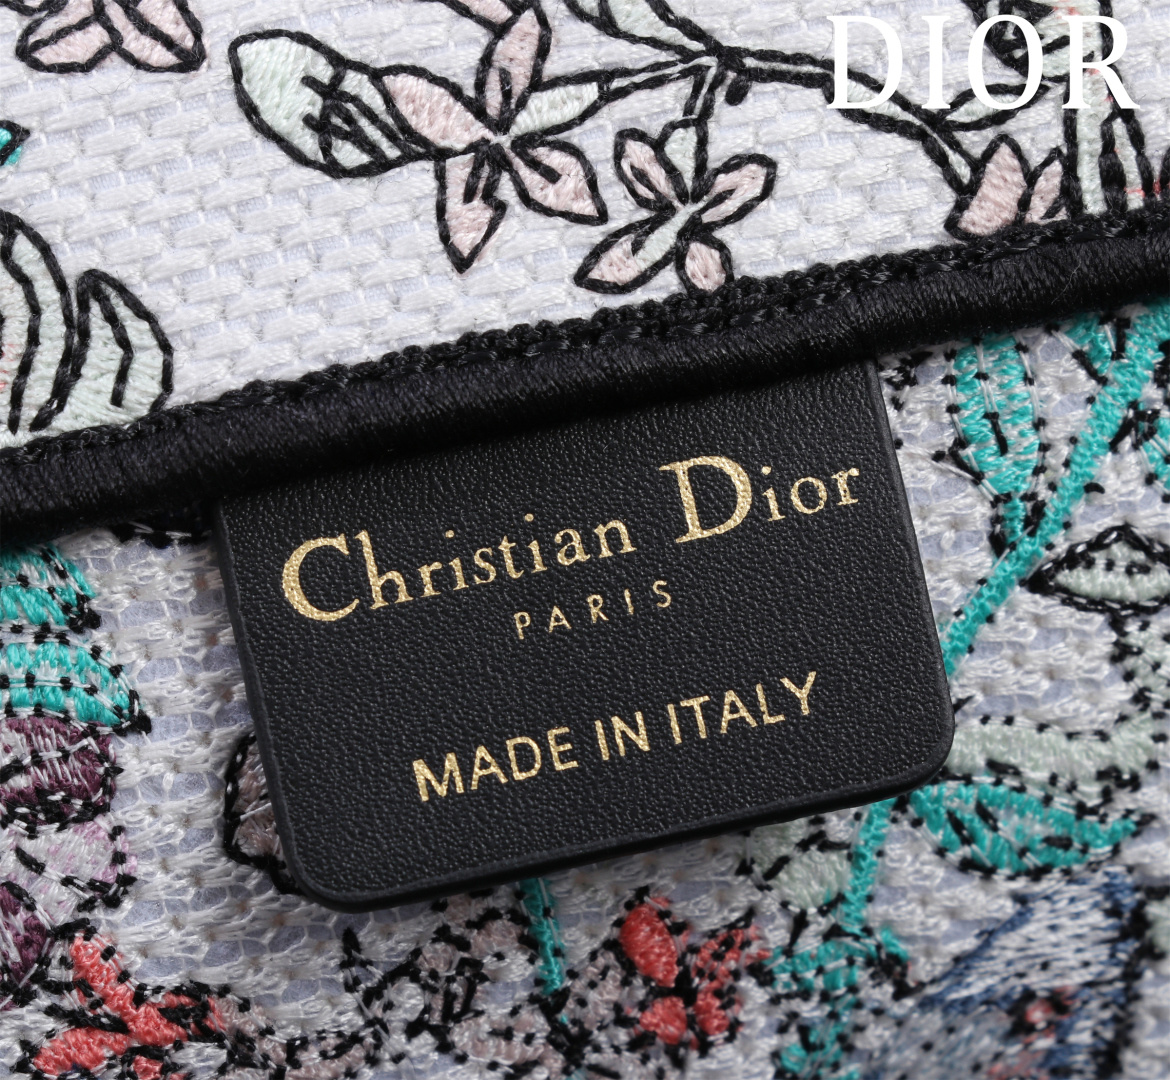 DIOR
Christian Dior
PARIS
MADE IN ITALY